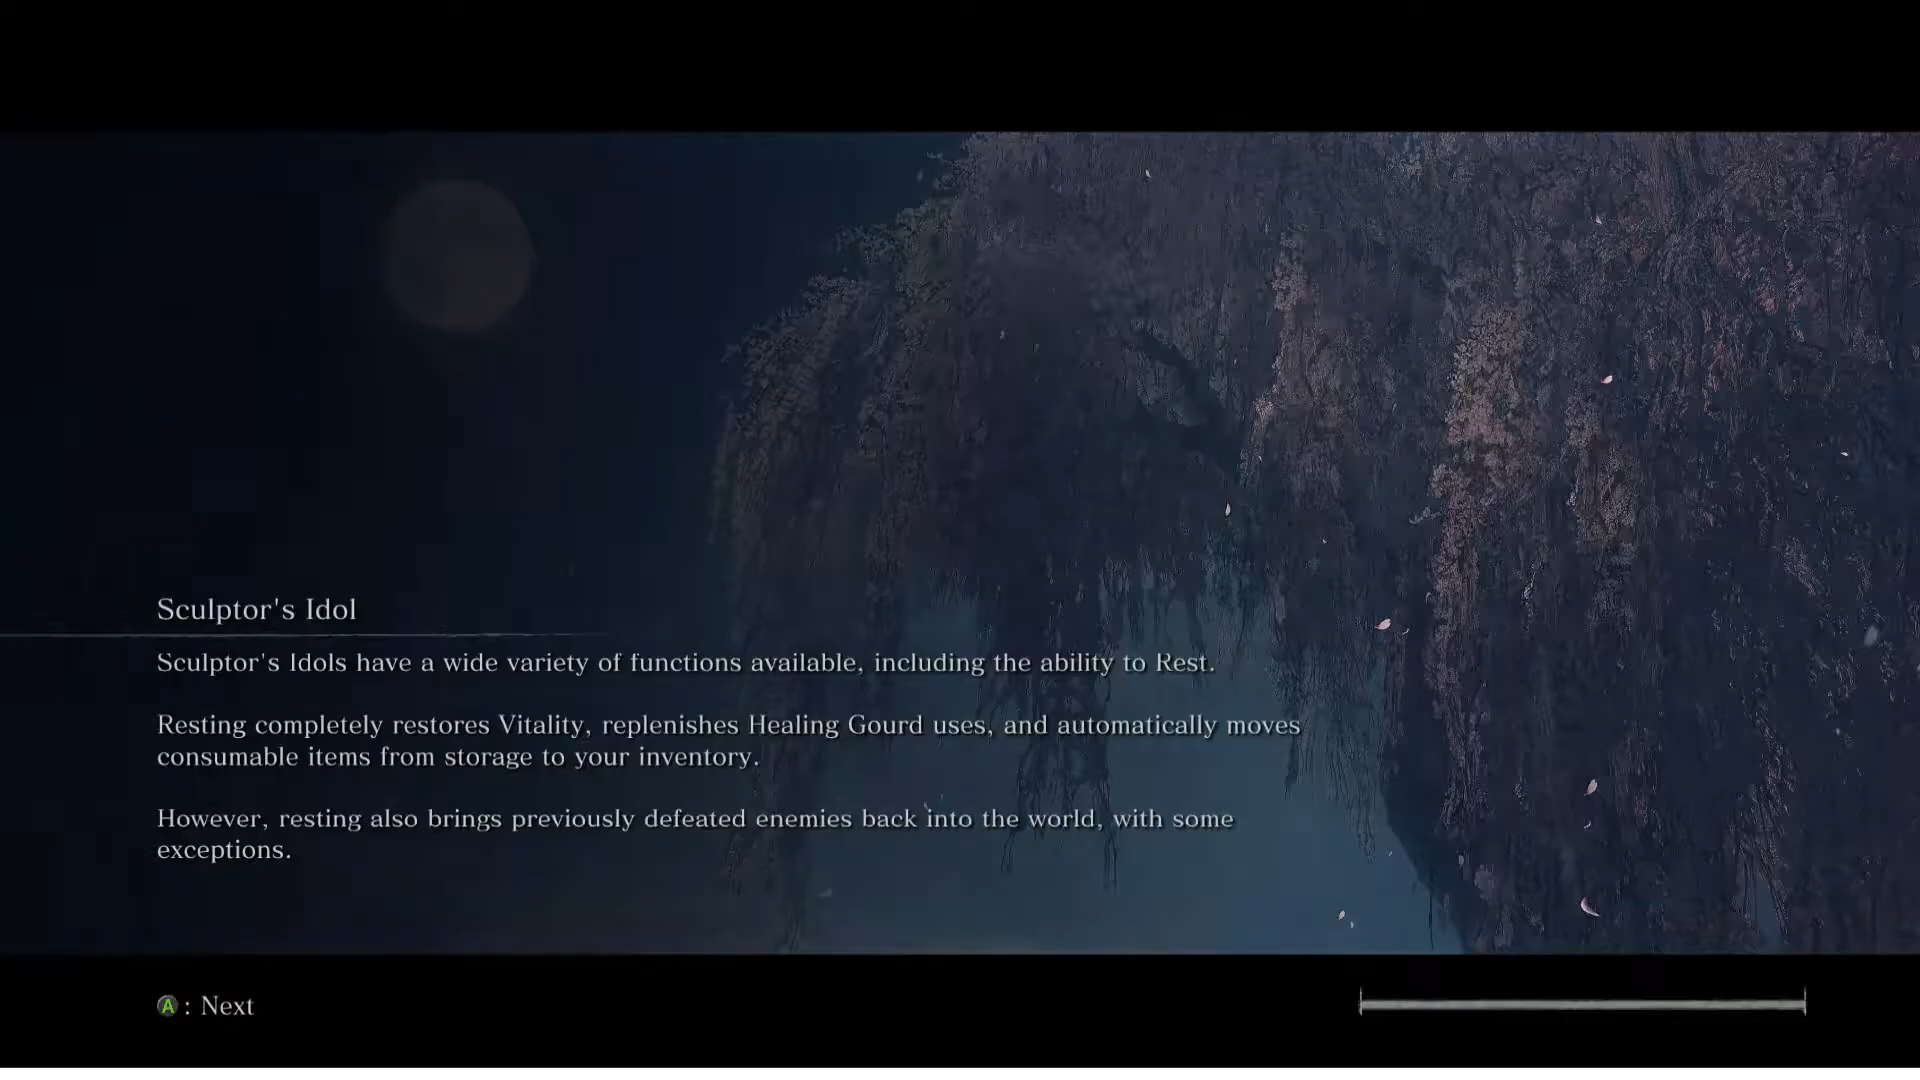 Sculptor's Idol
Sculptor's Idols have a wide variety of functions available, including the ability to Rest.
Resting completely restores Vitality, replenishes Healing Gourd uses, and automatically moves
consumable items from storage to your inventory.
However, resting also brings previously defeated enemies back into the world, with some
exceptions.
A : Next